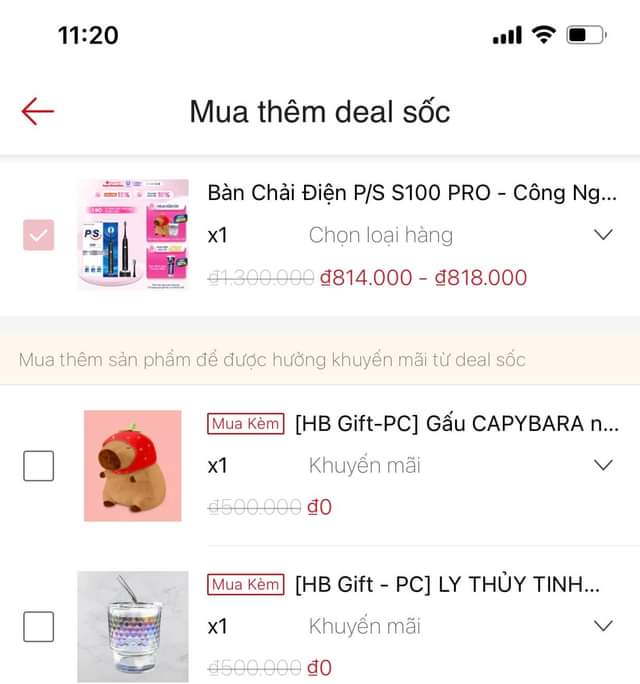 11:20
Mua thêm deal sốc
Bàn Chải Điện P/S S100 PRO - Công Ng...
x1 Chọn loại hàng
₫1.300.000 ₫814.000 - ₫818.000
Mua thêm sản phẩm để được hưởng khuyến mãi từ deal sốc
Mua Kèm [HB Gift-PC] Gấu CAPYBARA n...
x1 Khuyến mãi
₫500.000 ₫0
Mua Kèm [HB Gift - PC] LY THỦY TINH...
x1 Khuyến mãi
₫500.000 ₫0